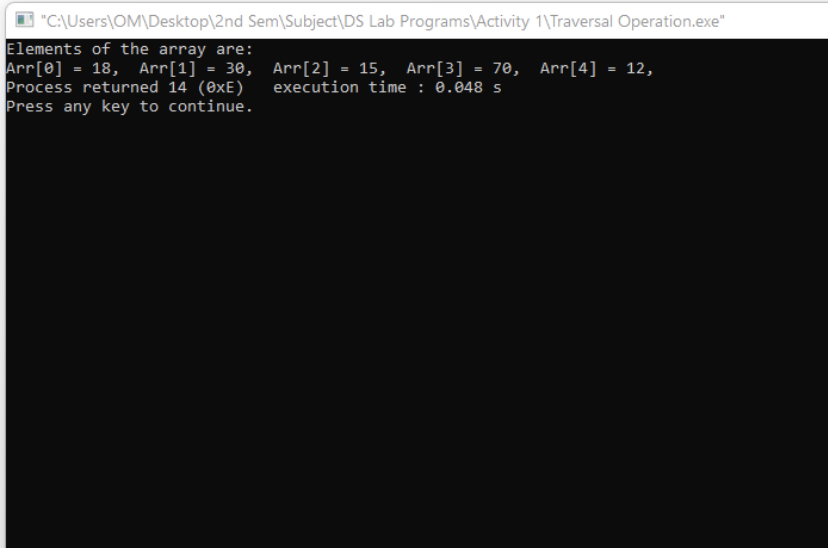 "C:\Users\OM\Desktop\2nd Sem\Subject\DS Lab Programs\Activity 1\Traversal Operation.exe"
Elements of the array are:
Arr[0] = 18,  Arr[1] = 30,  Arr[2] = 15,  Arr[3] = 70,  Arr[4] = 12,
Process returned 14 (0xE)   execution time : 0.048 s
Press any key to continue.